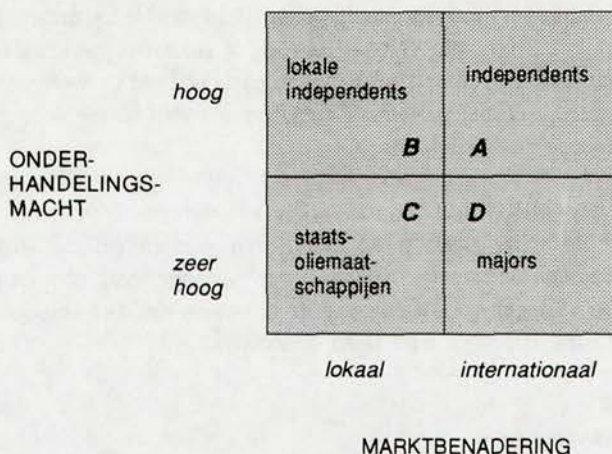 lokale
independents
independents
hoog
B
A
ONDER-
HANDELINGS-
MACHT
C
D
staats-
oliemaat-
schappijen
majors
zeer
hoog
lokaal
internationaal
MARKTBENADERING